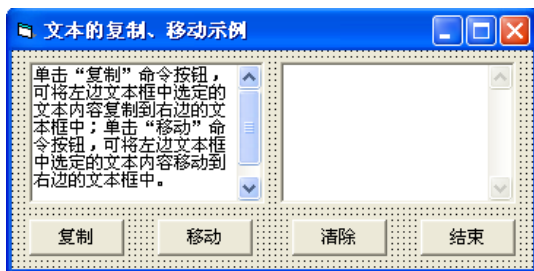 文本的复制、移动示例
单击“复制”命令按钮，
可将左边文本框中选定的
文本内容复制到右边的文
本框中；单击“移动”命
令按钮，可将左边文本框
中选定的文本内容移动到
右边的文本框中。
复制 移动 清除 结束